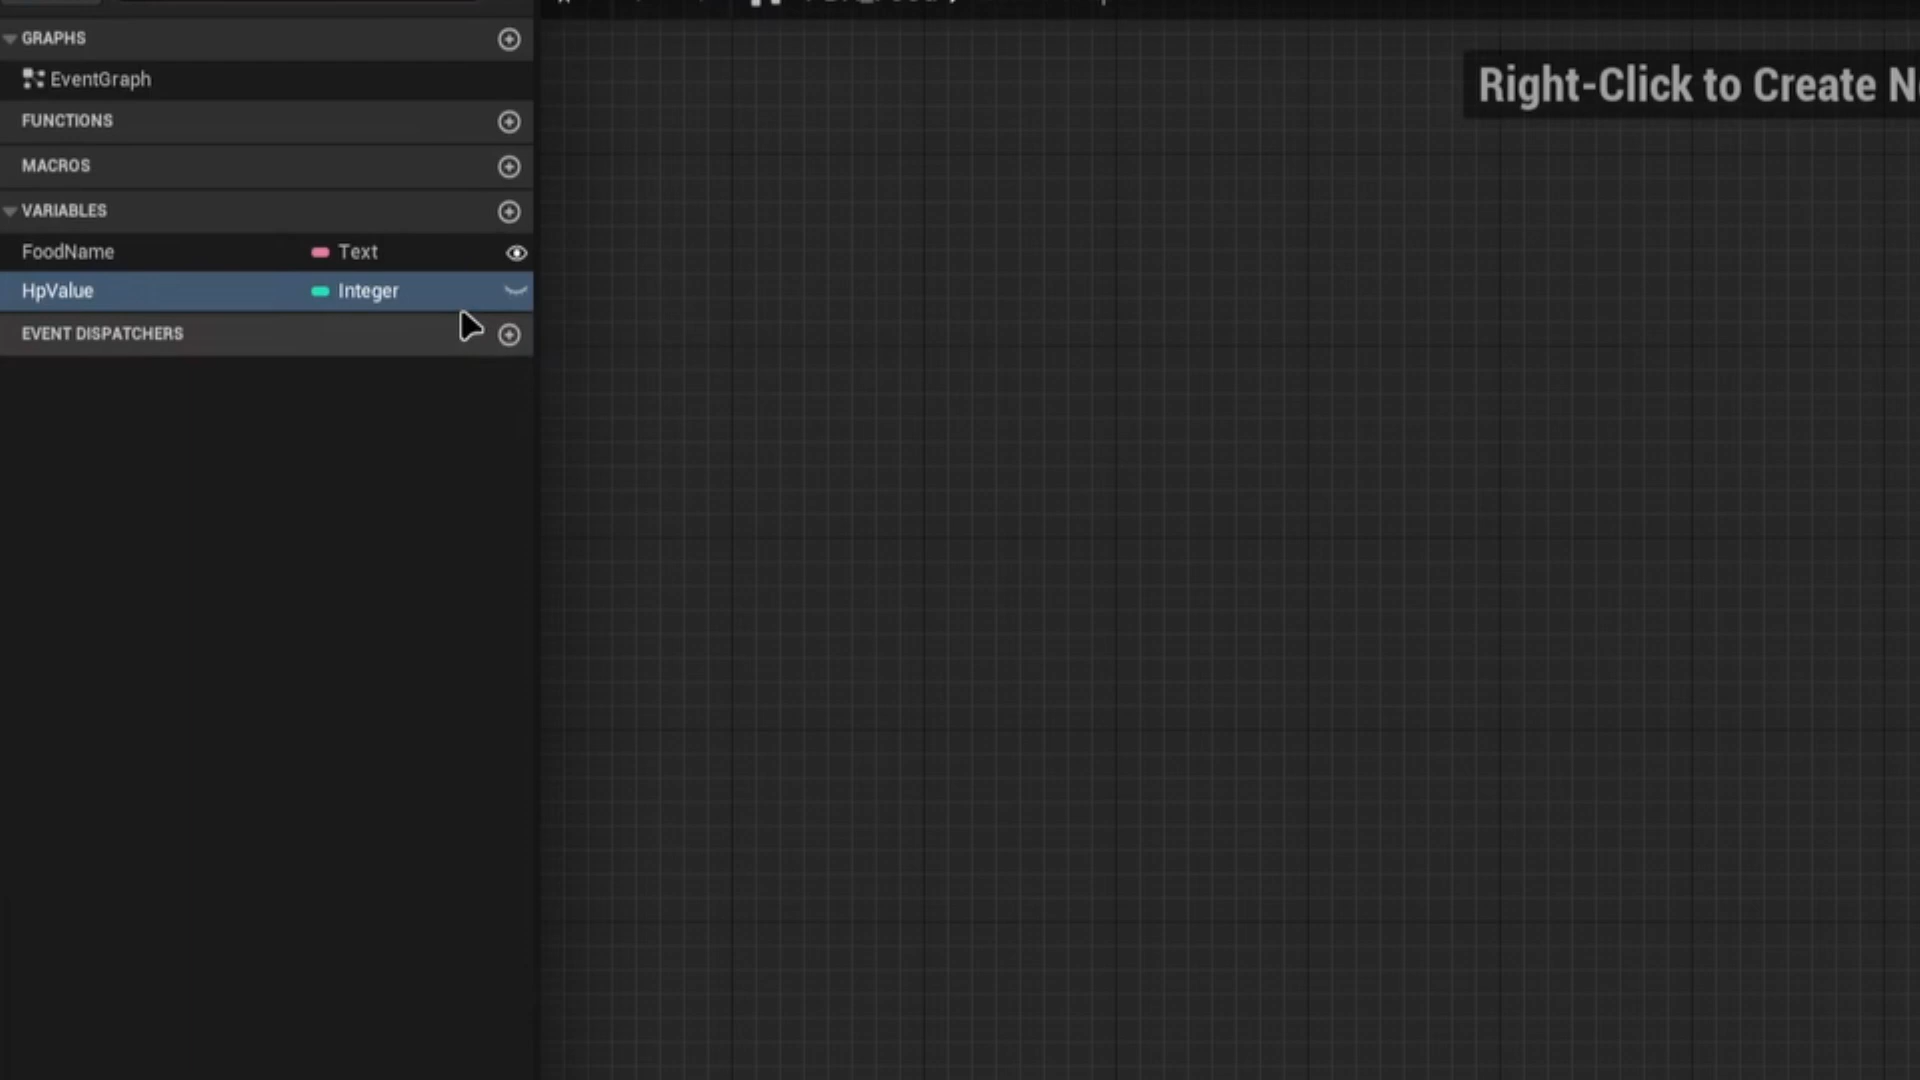 GRAPHS
EventGraph
FUNCTIONS
MACROS
VARIABLES
FoodName Text
HpValue Integer
EVENT DISPATCHERS
Right-Click to Create